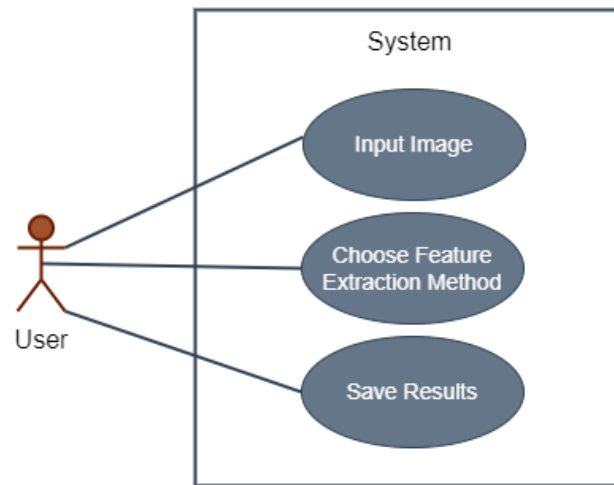 System
Input Image
Choose Feature
Extraction Method
User
Save Results